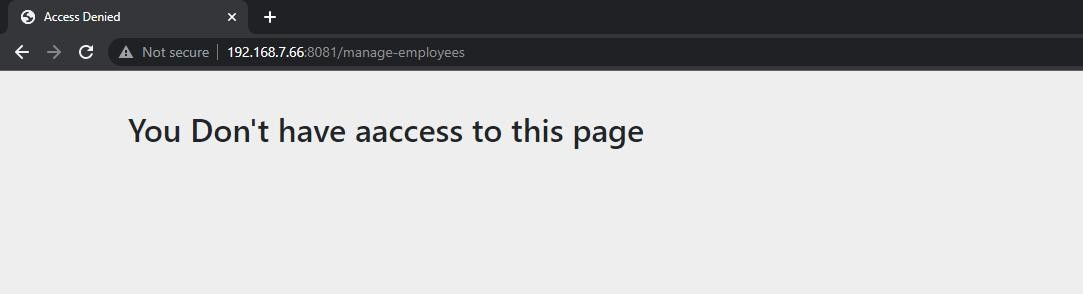 Access Denied
Not secure | 192.168.7.66:8081/manage-employees
You Don't have aaccess to this page